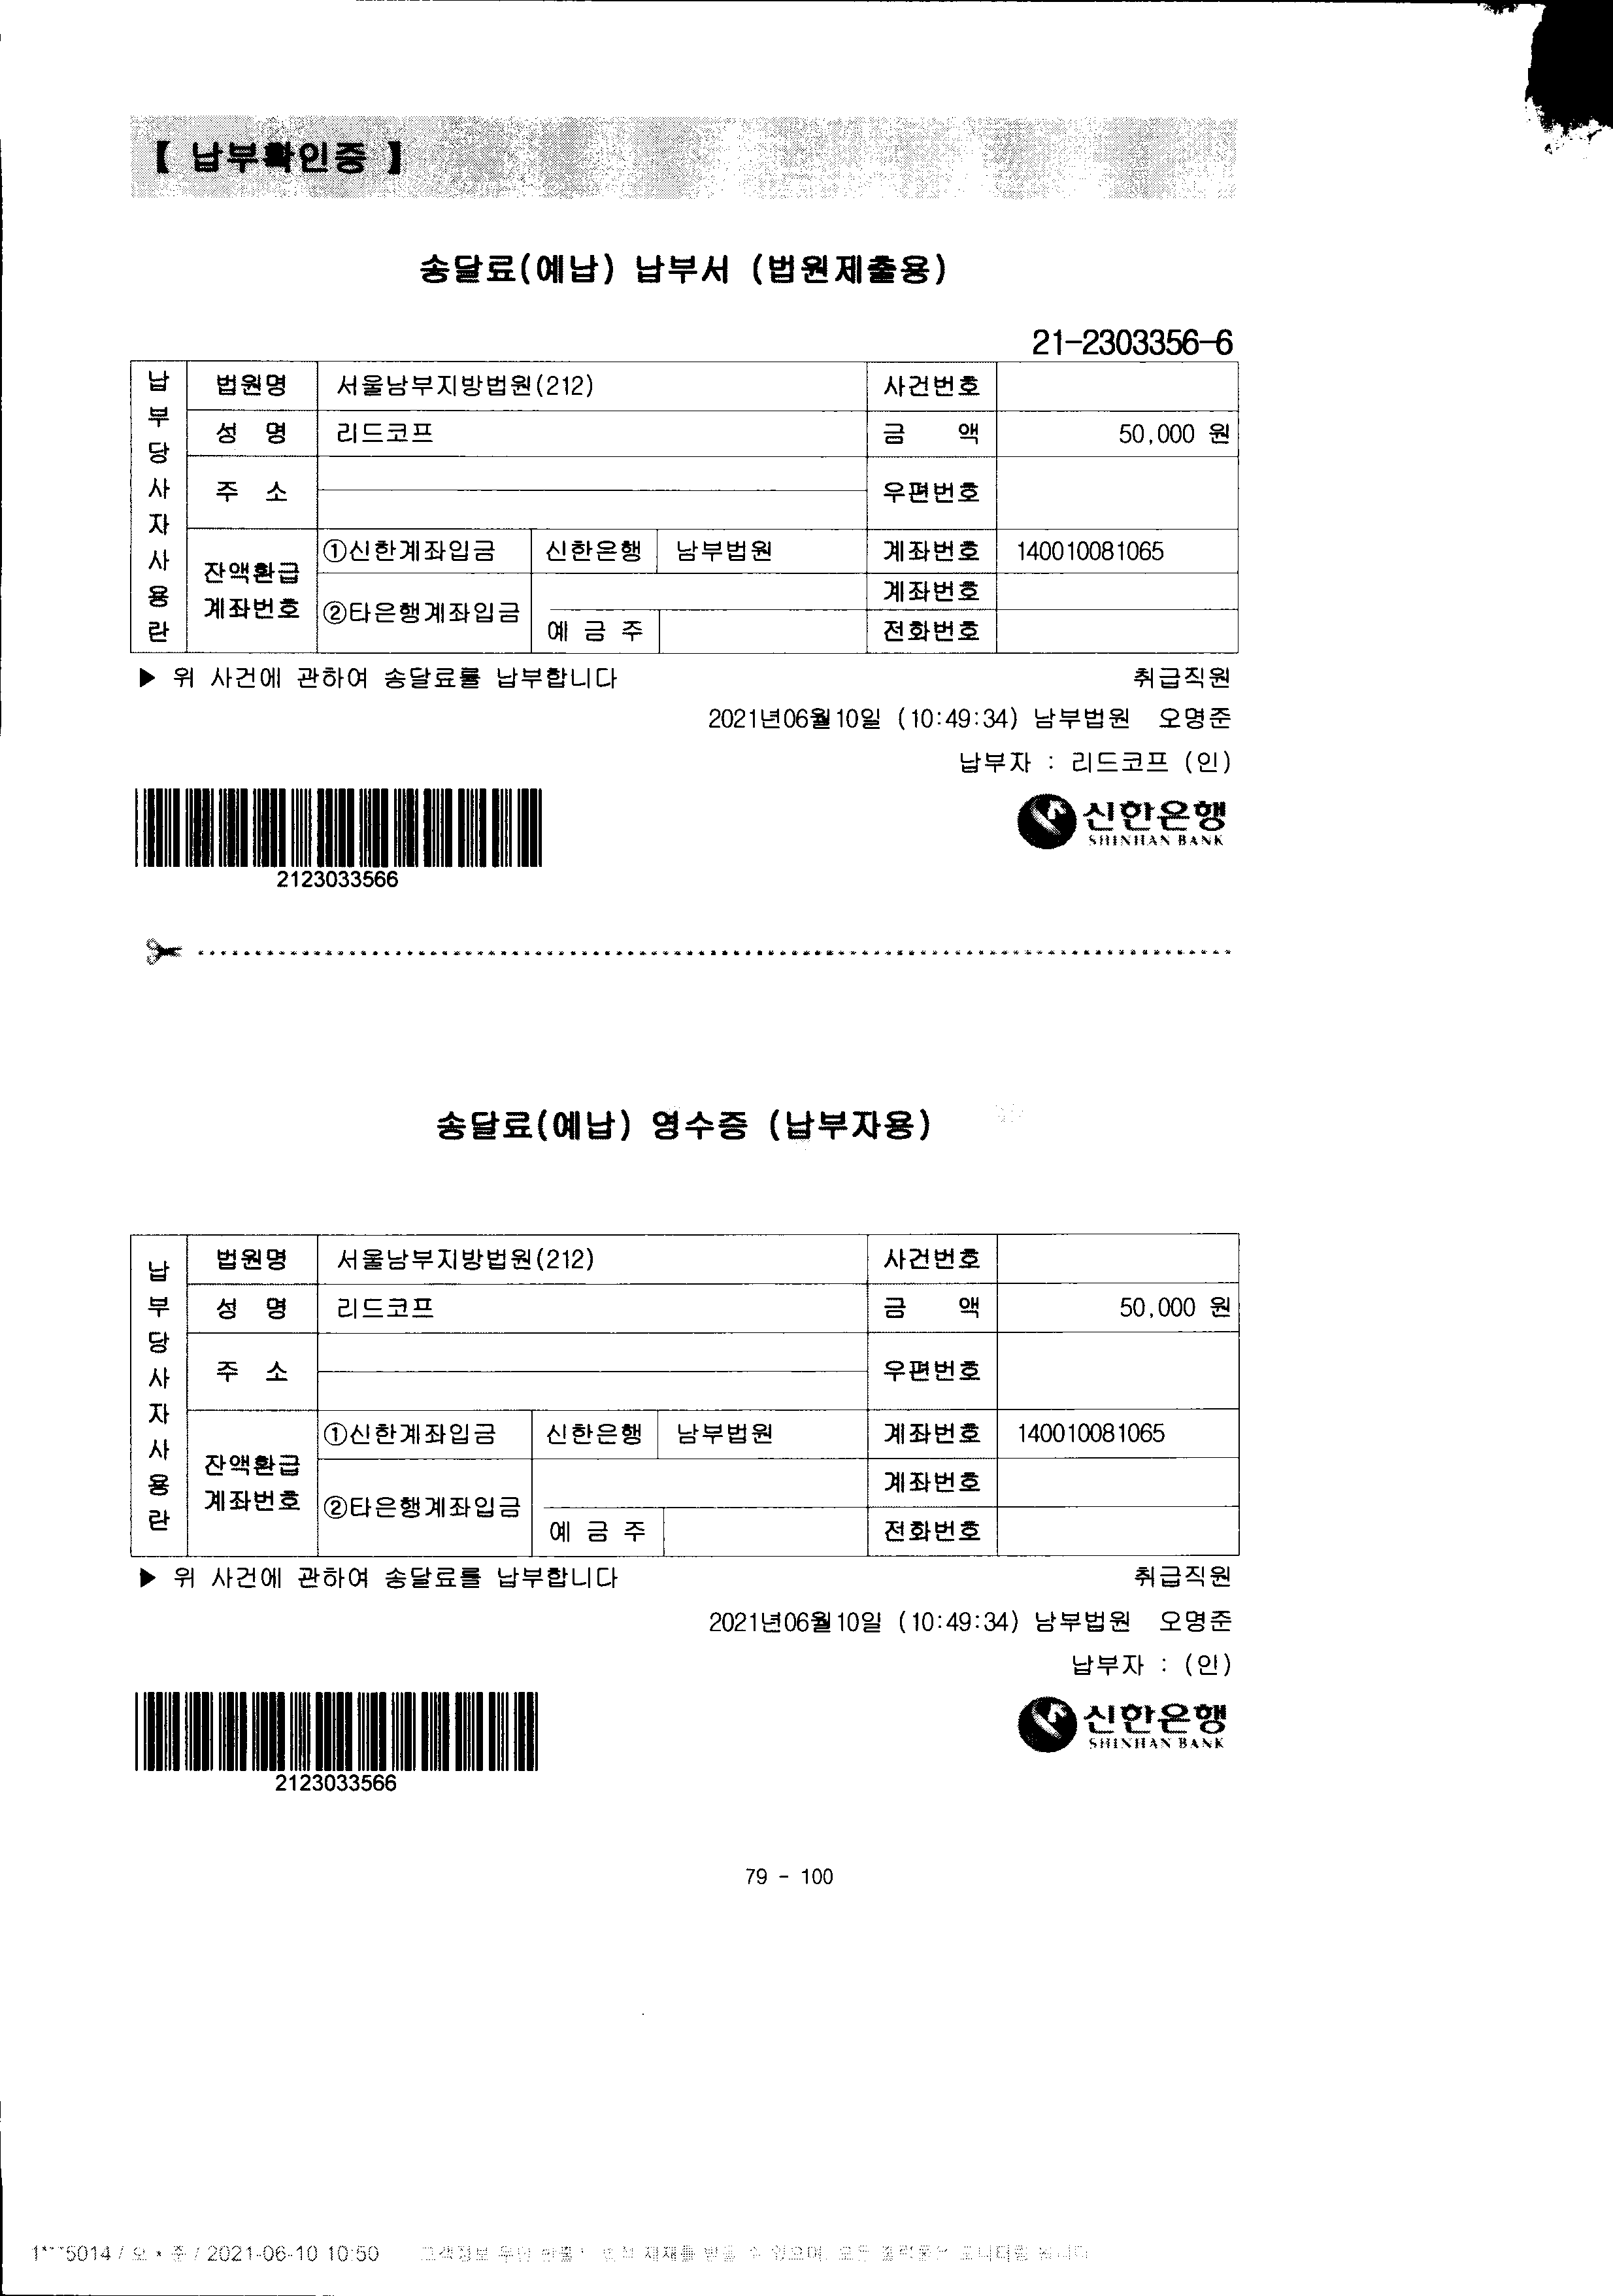 【 납부확인증 】
송달료(예납) 납부서 (법원제출용)
21-2303356-6
납부당사자사용란
법원명 서울남부지방법원(212) 사건번호
성 명 리드코프 금 액 50,000 원
주 소 우편번호
잔액환급 계좌번호
①신한계좌입금 신한은행 남부법원 계좌번호 140010081065
②타은행계좌입금 계좌번호
예 금 주 전화번호
▶ 위 사건에 관하여 송달료를 납부합니다 취급직원
2021년06월10일 (10:49:34) 남부법원 오명준
납부자 : 리드코프 (인)
신한은행
SHINHAN BANK
2123033566
송달료(예납) 영수증 (납부자용)
납부당사자사용란
법원명 서울남부지방법원(212) 사건번호
성 명 리드코프 금 액 50,000 원
주 소 우편번호
잔액환급 계좌번호
①신한계좌입금 신한은행 남부법원 계좌번호 140010081065
②타은행계좌입금 계좌번호
예 금 주 전화번호
▶ 위 사건에 관하여 송달료를 납부합니다 취급직원
2021년06월10일 (10:49:34) 남부법원 오명준
납부자 : (인)
신한은행
SHINHAN BANK
2123033566
79 - 100
1***5014 / 오 * 준 / 2021-06-10 10:50 고객정보 제재를 받을 수 있으며, 모든